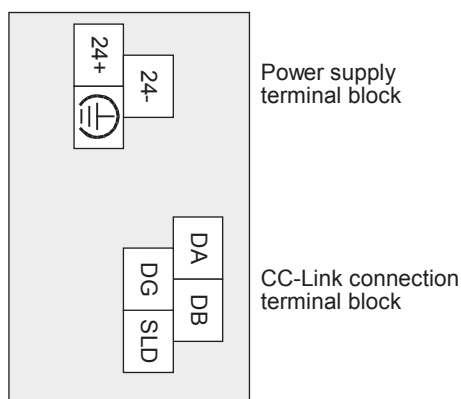 24+
24-
Power supply
terminal block
DA
DG
DB
SLD
CC-Link connection
terminal block